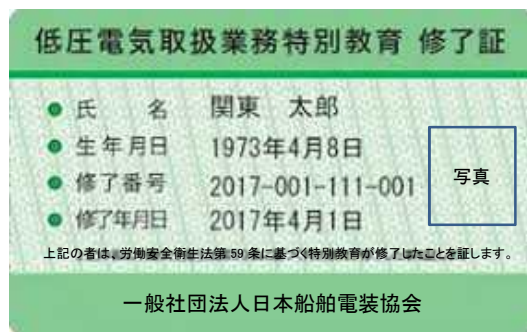 低圧電気取扱業務特別教育 修了証
● 氏 名 関東 太郎
● 生年月日 1973年4月8日
● 修了番号 2017-001-111-001
● 修了年月日 2017年4月1日
写真
上記の者は、労働安全衛生法第59条に基づく特別教育が修了したことを証します。
一般社団法人日本船舶電装協会